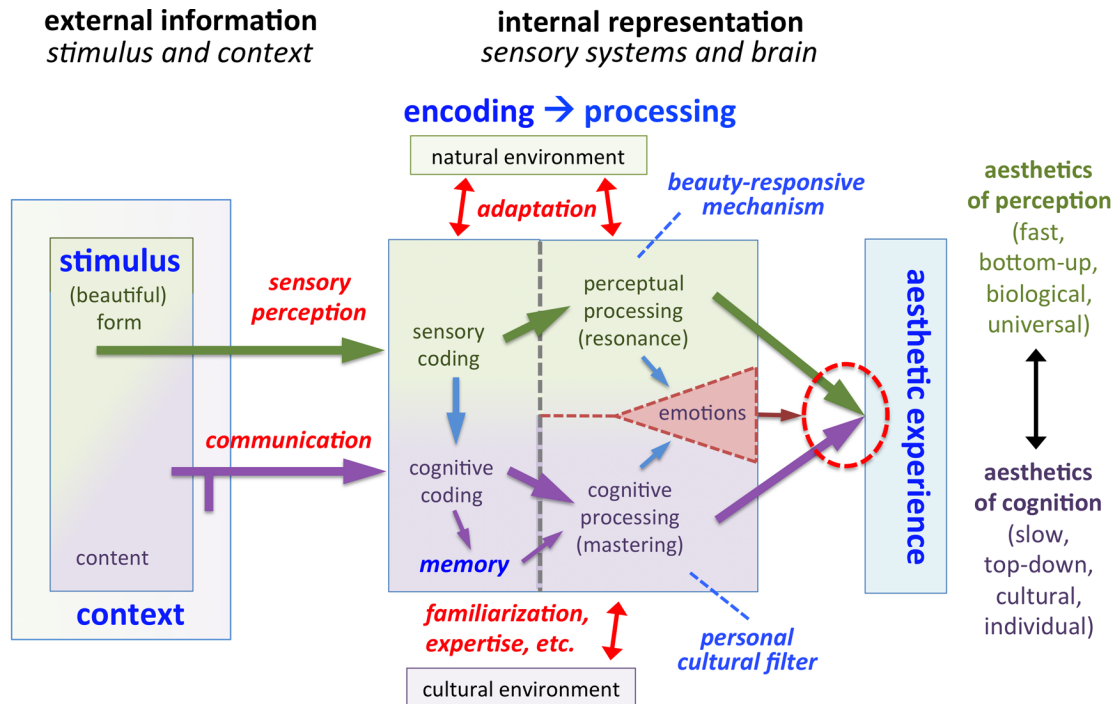 external information
stimulus and context
internal representation
sensory systems and brain
encoding → processing
natural environment
adaptation
beauty-responsive
mechanism
stimulus
(beautiful)
form
content
context
sensory
perception
communication
sensory
coding
perceptual
processing
(resonance)
emotions
cognitive
coding
memory
cognitive
processing
(mastering)
familiarization,
expertise, etc.
cultural environment
personal
cultural filter
aesthetic experience
aesthetics
of perception
(fast,
bottom-up,
biological,
universal)
aesthetics
of cognition
(slow,
top-down,
cultural,
individual)